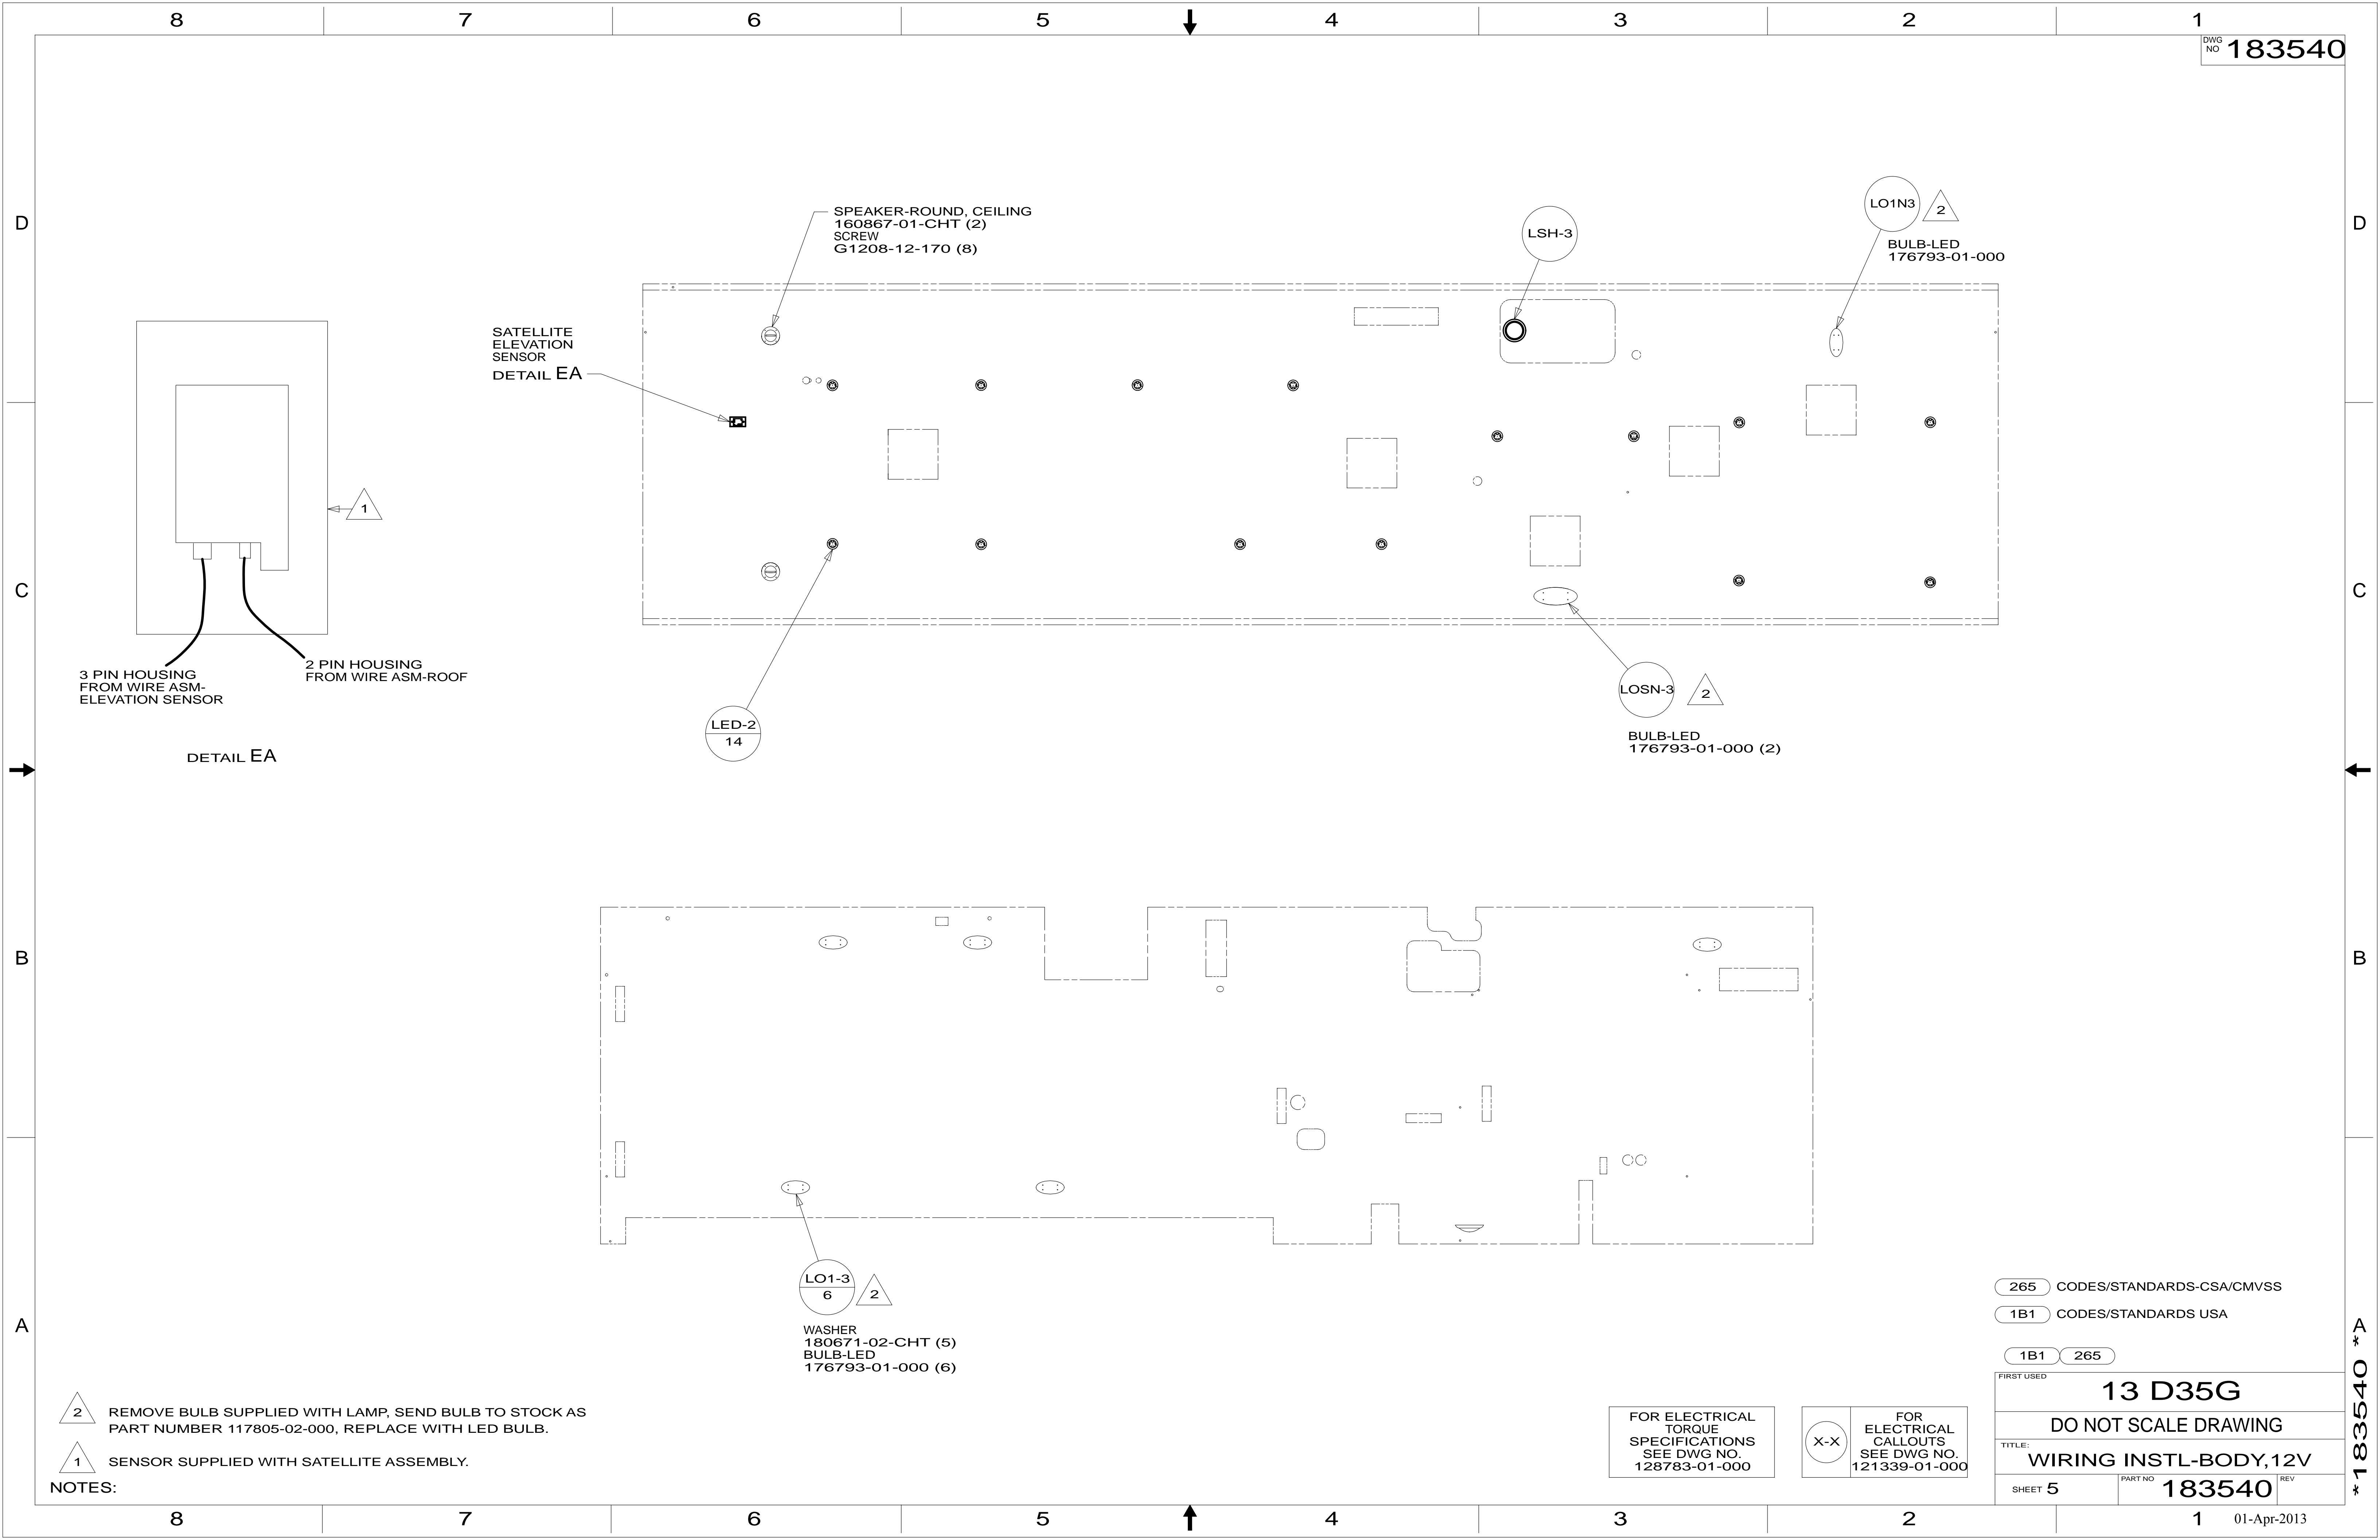 8 7 6 5 4 3 2 1
DWG
NO 183540
D
D
SPEAKER-ROUND, CEILING
160867-01-CHT (2)
SCREW
G1208-12-170 (8)
LSH-3
LO1N3
2
BULB-LED
176793-01-000
SATELLITE
ELEVATION
SENSOR
DETAIL EA
1
C
C
3 PIN HOUSING
FROM WIRE ASM-
ELEVATION SENSOR
2 PIN HOUSING
FROM WIRE ASM-ROOF
DETAIL EA
LED-2
14
LOSN-3
2
BULB-LED
176793-01-000 (2)
B
B
LO1-3
6
2
WASHER
180671-02-CHT (5)
BULB-LED
176793-01-000 (6)
A
A
265 CODES/STANDARDS-CSA/CMVSS
1B1 CODES/STANDARDS USA
1B1 265
2 REMOVE BULB SUPPLIED WITH LAMP, SEND BULB TO STOCK AS
PART NUMBER 117805-02-000, REPLACE WITH LED BULB.
1 SENSOR SUPPLIED WITH SATELLITE ASSEMBLY.
NOTES:
FOR ELECTRICAL
TORQUE
SPECIFICATIONS
SEE DWG NO.
128783-01-000
X-X
FOR
ELECTRICAL
CALLOUTS
SEE DWG NO.
121339-01-000
FIRST USED
13 D35G
DO NOT SCALE DRAWING
TITLE:
WIRING INSTL-BODY,12V
SHEET 5
PART NO 183540
REV
*183540 *
8 7 6 5 4 3 2 1
01-Apr-2013